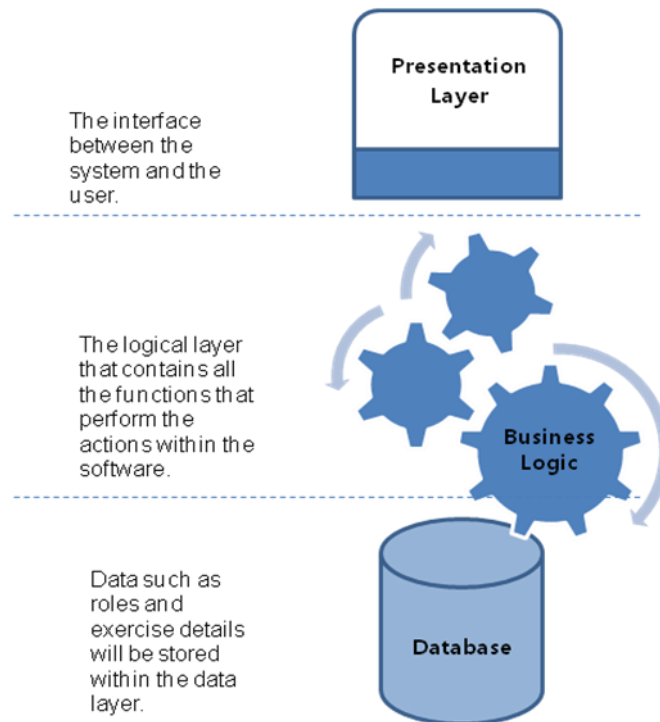 Presentation
Layer
The interface
between the
system and the
user.
The logical layer
that contains all
the functions that
perform the
actions within the
software.
Business
Logic
Data such as
roles and
exercise details
will be stored
within the data
layer.
Database